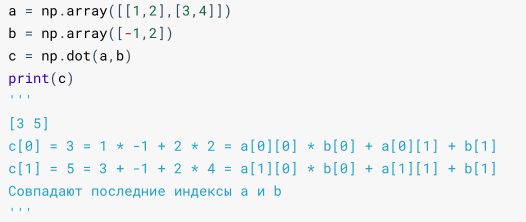 a = np.array([[1,2],[3,4]])
b = np.array([-1,2])
c = np.dot(a,b)
print(c)
'''
[3 5]
c[0] = 3 = 1 * -1 + 2 * 2 = a[0][0] * b[0] + a[0][1] + b[1]
c[1] = 5 = 3 + -1 + 2 * 4 = a[1][0] * b[0] + a[1][1] + b[1]
Совпадают последние индексы a и b
'''